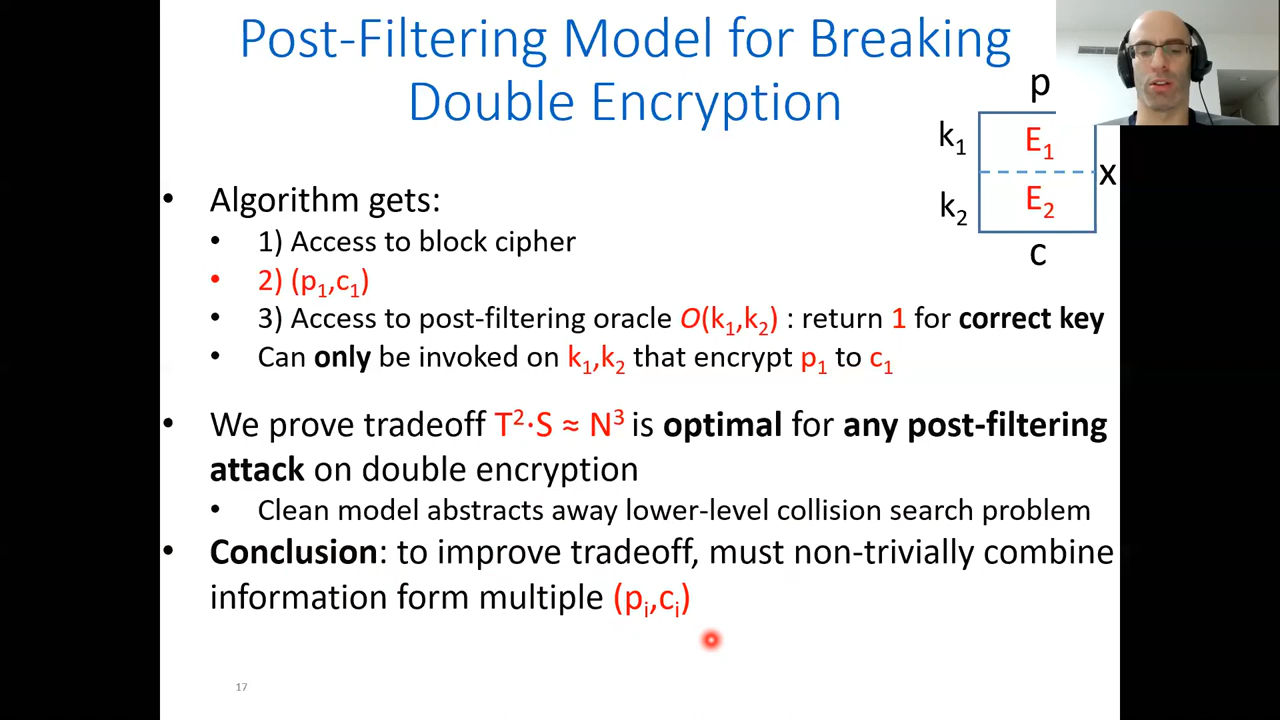 Post-Filtering Model for Breaking
Double Encryption
p
k₁
E₁
x
k₂
E₂
c
• Algorithm gets:
• 1) Access to block cipher
• 2) (p₁,c₁)
• 3) Access to post-filtering oracle O(k₁,k₂) : return 1 for correct key
• Can only be invoked on k₁,k₂ that encrypt p₁ to c₁
• We prove tradeoff T²·S ≈ N³ is optimal for any post-filtering
attack on double encryption
• Clean model abstracts away lower-level collision search problem
• Conclusion: to improve tradeoff, must non-trivially combine
information form multiple (pᵢ,cᵢ)
17